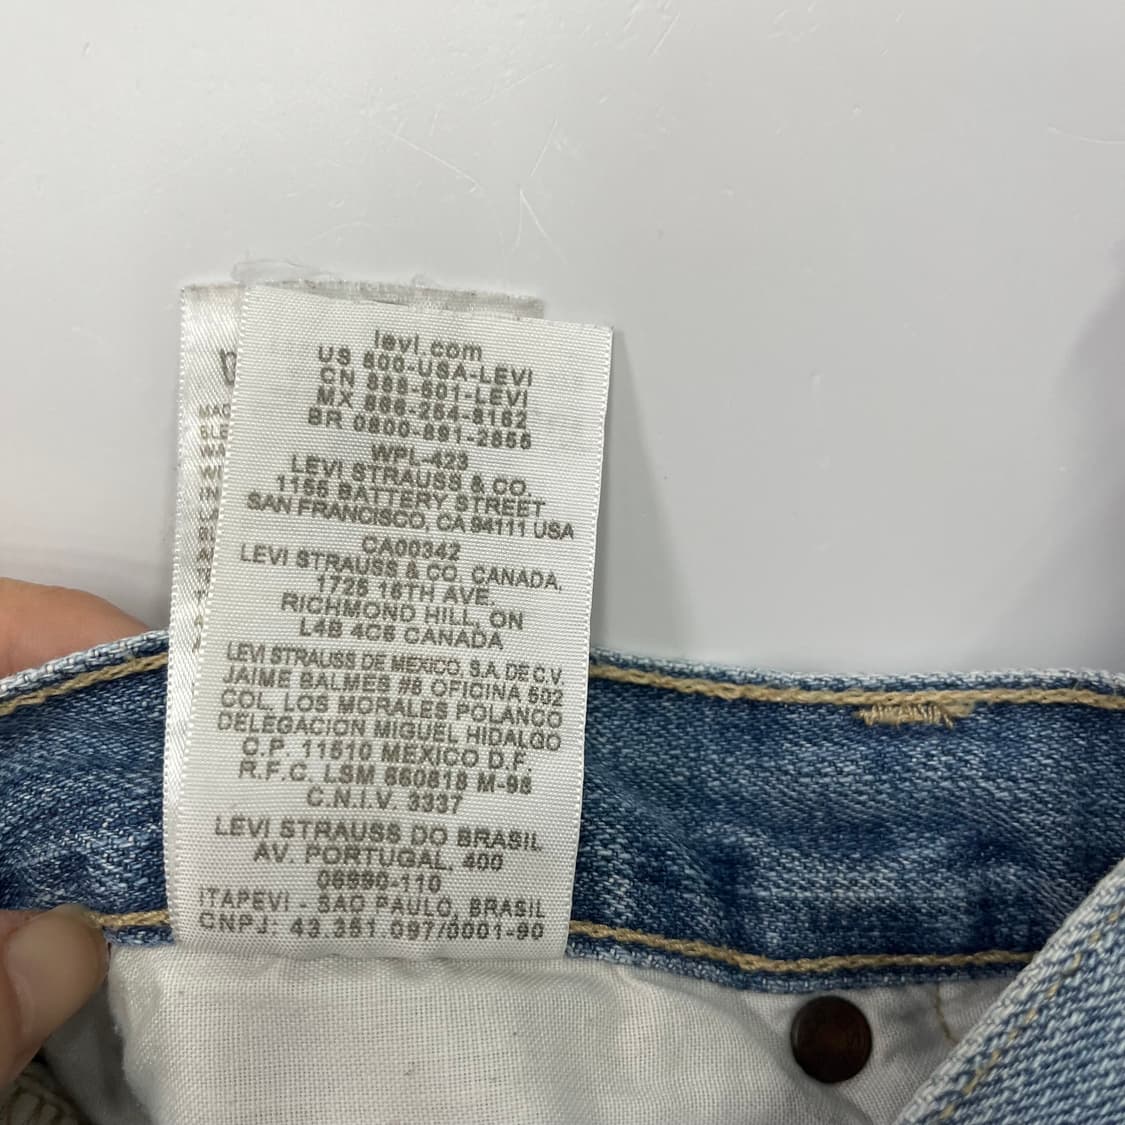 levi.com
US 800-USA-LEVI
CN 888-501-LEVI
MX 866-254-8162
BR 0800-891-2855
WPL-423
LEVI STRAUSS & CO.
1155 BATTERY STREET
SAN FRANCISCO, CA 94111 USA
CA00342
LEVI STRAUSS & CO. CANADA.
1725 16TH AVE.
RICHMOND HILL, ON
L4B 4C6 CANADA
LEVI STRAUSS DE MEXICO, S.A. DE C.V.
JAIME BALMES #8 OFICINA 502
COL. LOS MORALES POLANCO
DELEGACION MIGUEL HIDALGO
C.P. 11510 MEXICO D.F.
R.F.C. LSM 860818 M-98
C.N.I.V. 3337
LEVI STRAUSS DO BRASIL
AV. PORTUGAL, 400
06690-110
ITAPEVI - SAO PAULO, BRASIL
CNPJ: 43.351.097/0001-90